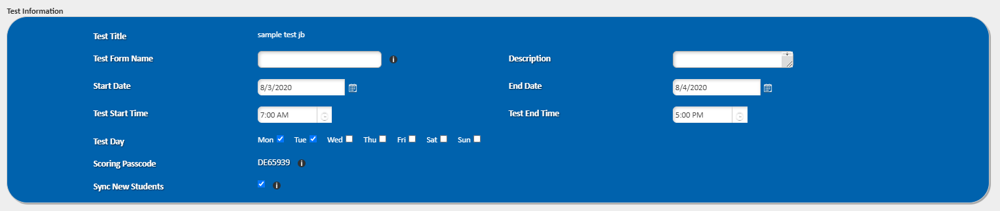 Test Information
Test Title sample test jb
Test Form Name Description
Start Date 8/3/2020 End Date 8/4/2020
Test Start Time 7:00 AM Test End Time 5:00 PM
Test Day Mon Tue Wed Thu Fri Sat Sun
Scoring Passcode DE65939
Sync New Students